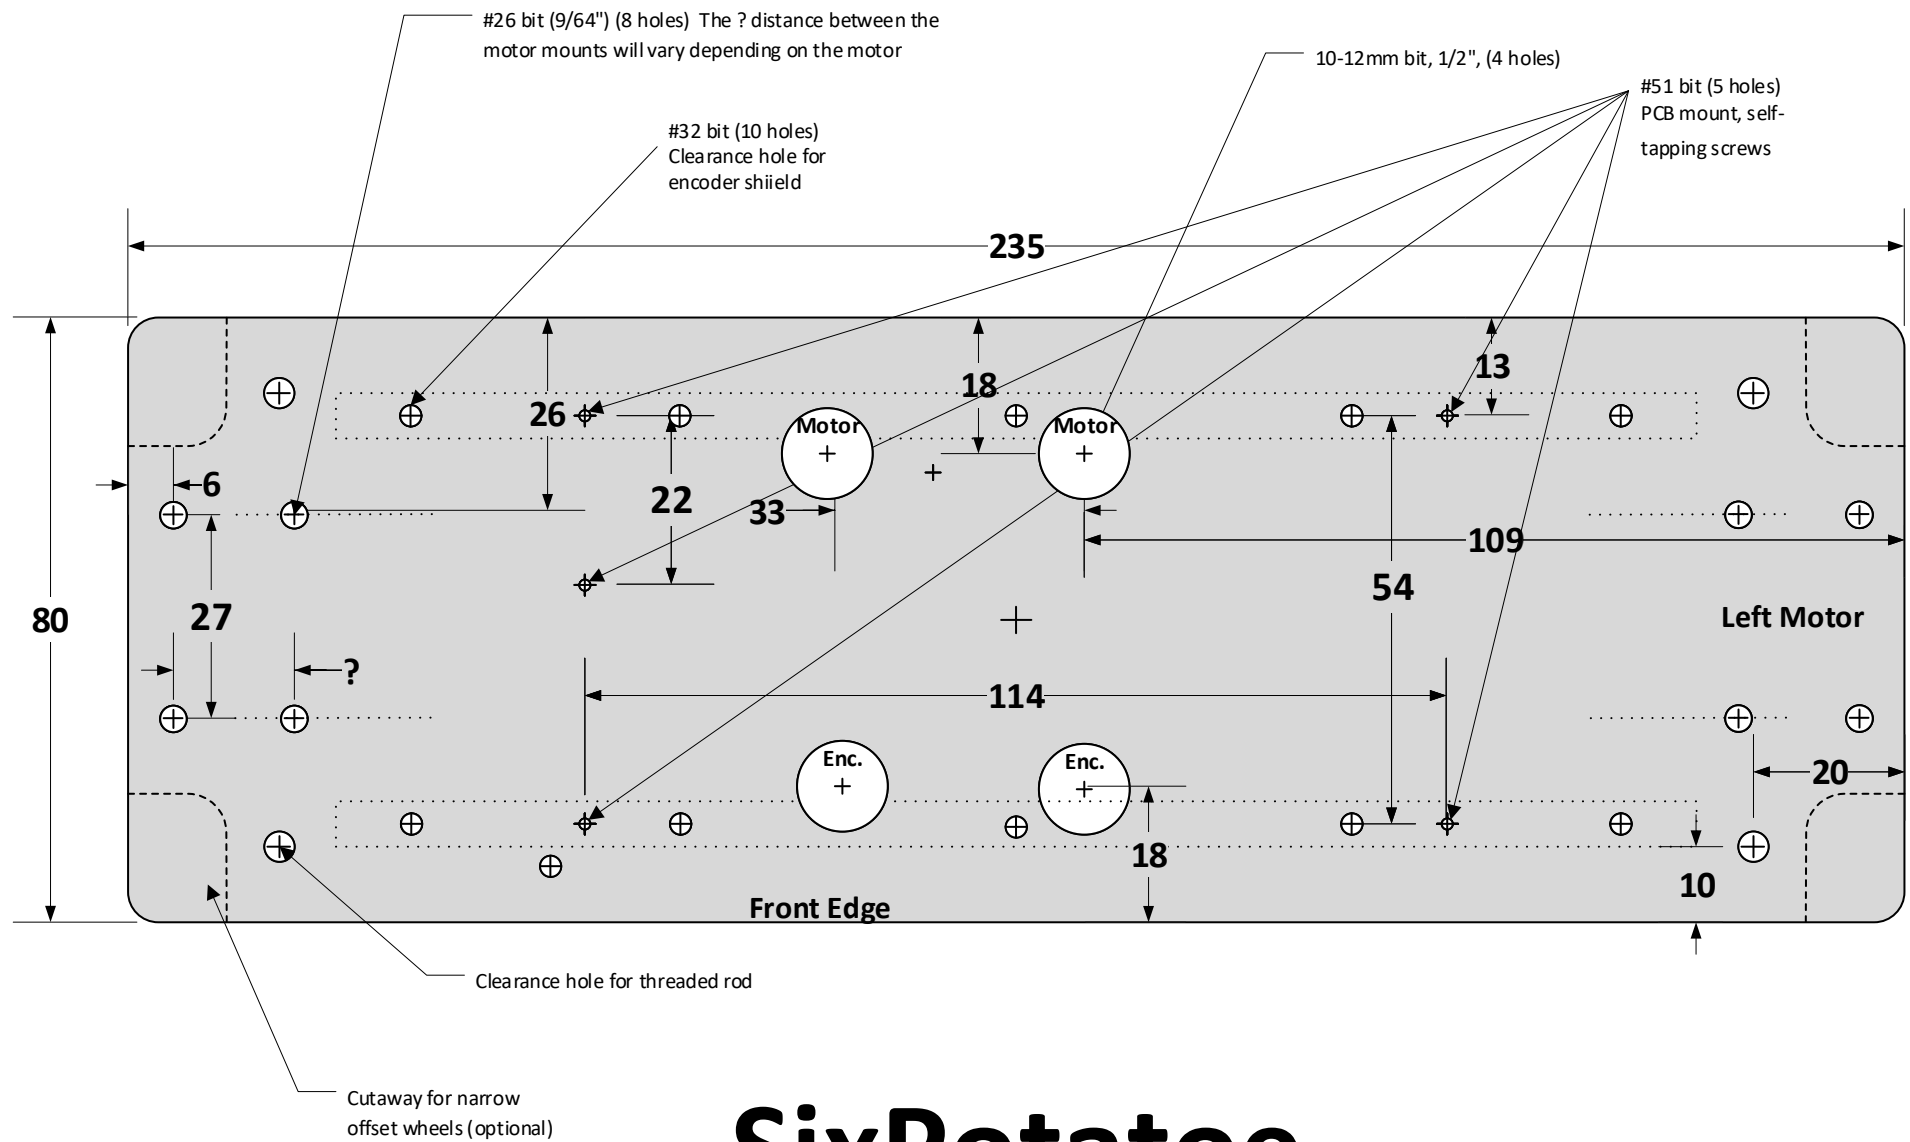 #26 bit (9/64") (8 holes)  The ? distance between the
motor mounts will vary depending on the motor
10-12mm bit, 1/2", (4 holes)
#51 bit (5 holes)
PCB mount, self-
tapping screws
#32 bit (10 holes)
Clearance hole for
encoder shiield
235
13
18
26
Motor
Motor
6
22
33
109
54
80
27
Left Motor
?
114
Enc.
Enc.
20
18
10
Front Edge
Clearance hole for threaded rod
Cutaway for narrow
offset wheels (optional)